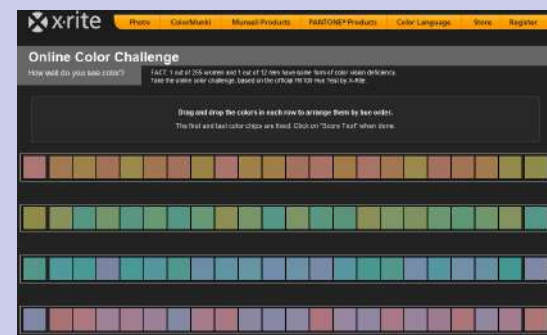 x·rite
Photo ColorMunki Munsell Products PANTONE® Products Color Language Store Register
Online Color Challenge
How well do you see color?
FACT: 1 out of 255 women and 1 out of 12 men have some form of color vision deficiency.
Take the online color challenge, based on the official FM 100 Hue Test by X-Rite.
Drag and drop the colors in each row to arrange them by hue order.
The first and last color chips are fixed. Click on "Score Test" when done.